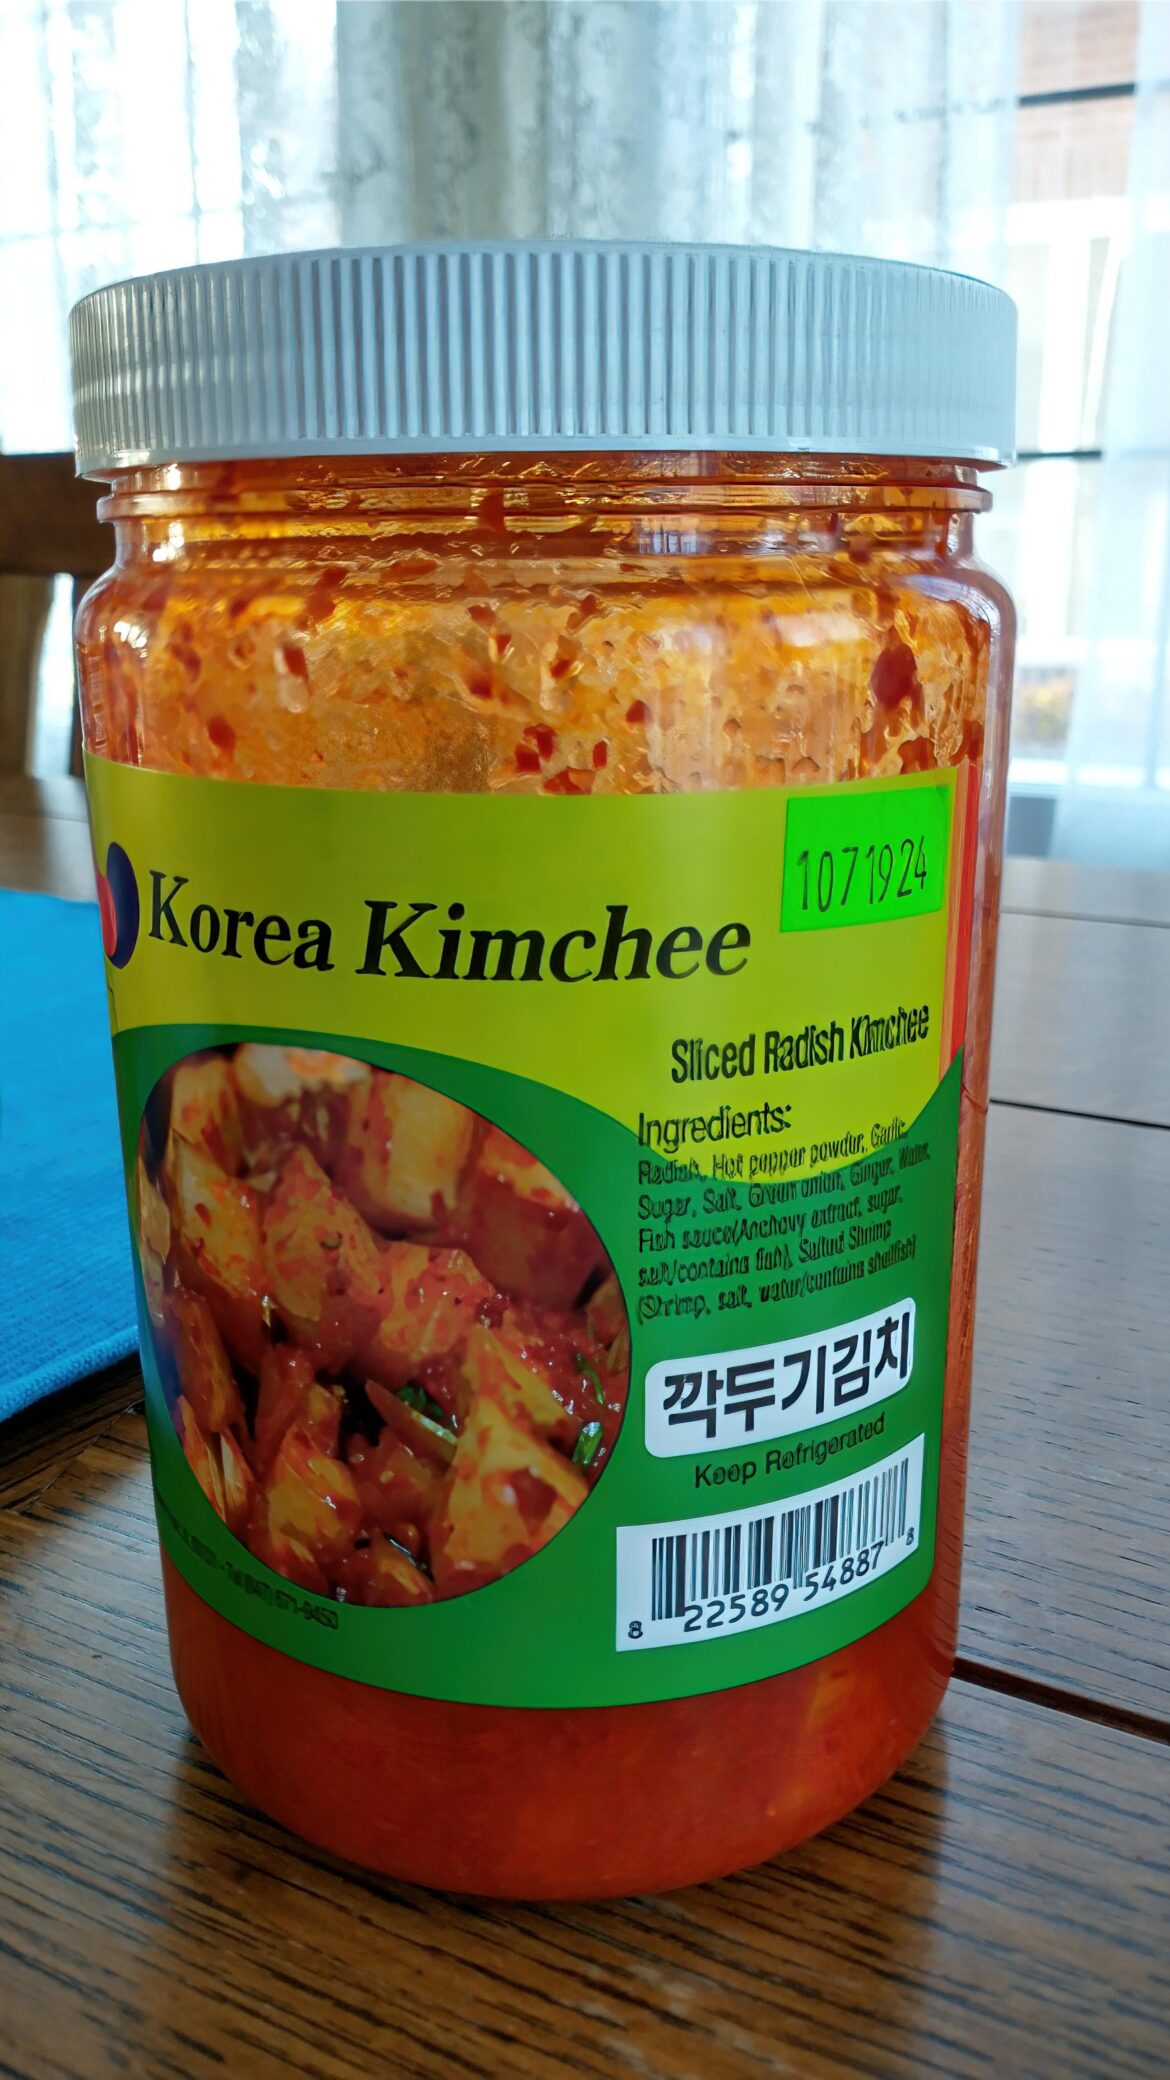 Korea Kimchee
1071924
Sliced Radish Kimchee
Ingredients:
Radish, Hot pepper powder, Garlic
Sugar, Salt, Green onion, Ginger, Water,
Fish sauce(Anchovy extract, sugar,
salt/contains fish), Salted Shrimp
(Shrimp, salt, water/contains shellfish)
깍두기김치
Keep Refrigerated
8 22589 54887 8
671-9450